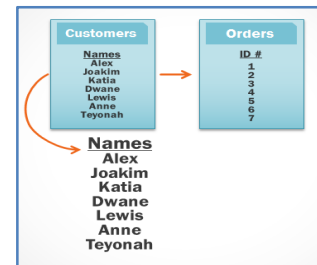 Customers
Names
Alex
Joakim
Katia
Dwane
Lewis
Anne
Teyonah
Orders
ID #
1
2
3
4
5
6
7
Names
Alex
Joakim
Katia
Dwane
Lewis
Anne
Teyonah